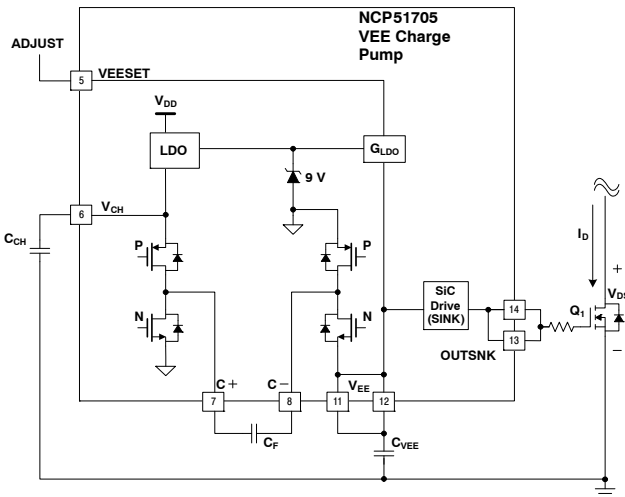 NCP51705
VEE Charge
Pump
ADJUST
5
VEESET
VDD
LDO
GLDO
9 V
6
VCH
CCH
P
P
N
N
ID
+
VDS
−
SiC
Drive
(SINK)
14
13
Q1
OUTSNK
C+
C−
VEE
7
8
11
12
CF
CVEE